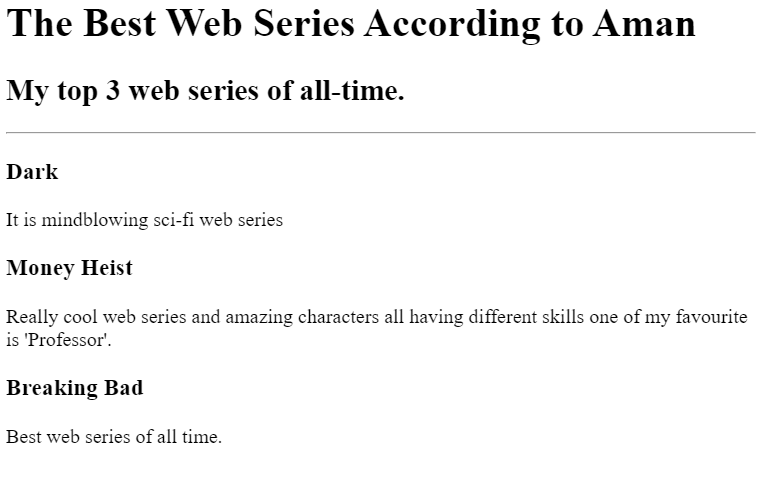 The Best Web Series According to Aman
My top 3 web series of all-time.
Dark
It is mindblowing sci-fi web series
Money Heist
Really cool web series and amazing characters all having different skills one of my favourite
is 'Professor'.
Breaking Bad
Best web series of all time.